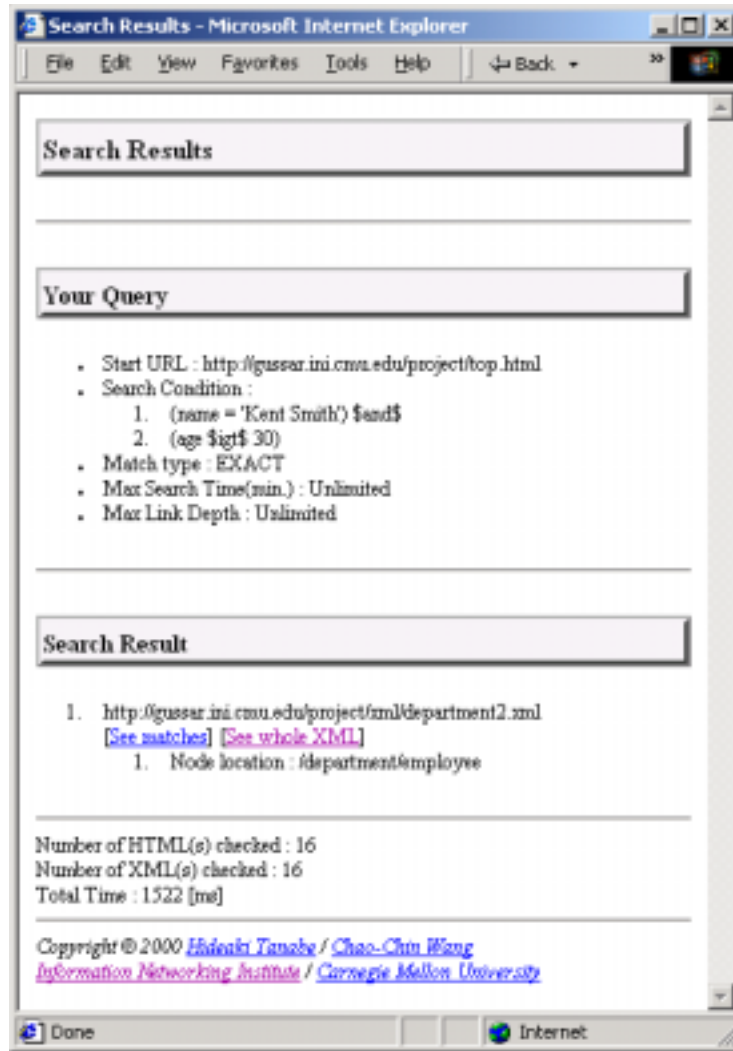 Search Results - Microsoft Internet Explorer
File Edit View Favorites Tools Help Back »
Search Results
Your Query
Start URL : http://gussar.ini.cmu.edu/project/top.html
Search Condition :
1. (name = 'Kent Smith') $and$
2. (age $igt$ 30)
Match type : EXACT
Max Search Time(min.) : Unlimited
Max Link Depth : Unlimited
Search Result
1. http://gussar.ini.cmu.edu/project/xml/department2.xml
[See matches] [See whole XML]
1. Node location : /department/employee
Number of HTML(s) checked : 16
Number of XML(s) checked : 16
Total Time : 1522 [ms]
Copyright © 2000 Hideaki Tanabe / Chao-Chin Wang
Information Networking Institute / Carnegie Mellon University
Done Internet